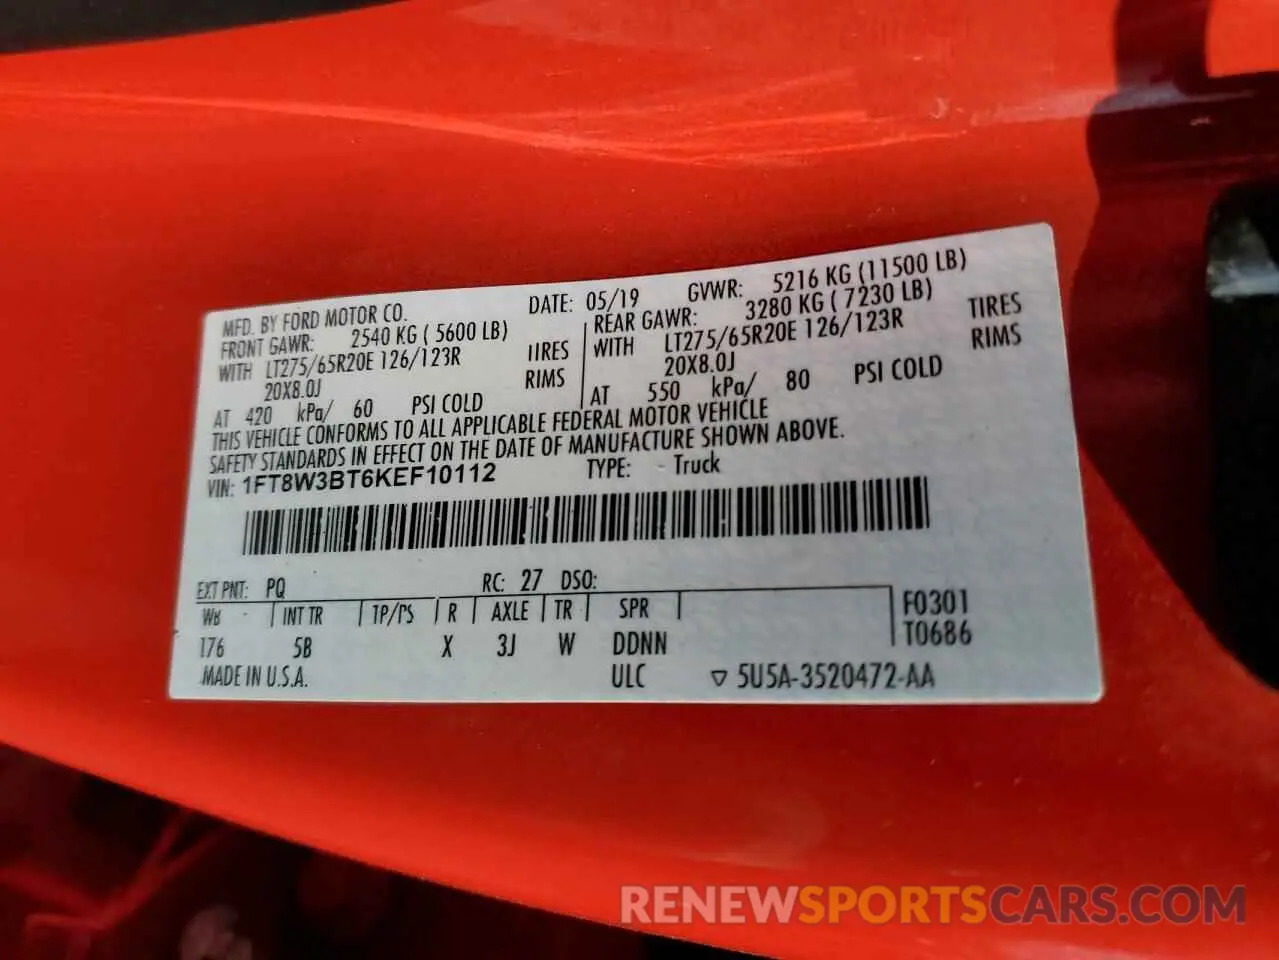 MFD. BY FORD MOTOR CO. DATE: 05/19 GVWR: 5216 KG (11500 LB)
FRONT GAWR: 2540 KG ( 5600 LB) REAR GAWR: 3280 KG ( 7230 LB)
WITH LT275/65R20E 126/123R TIRES WITH LT275/65R20E 126/123R TIRES
20X8.0J RIMS 20X8.0J RIMS
AT 420 kPa/ 60 PSI COLD AT 550 kPa/ 80 PSI COLD
THIS VEHICLE CONFORMS TO ALL APPLICABLE FEDERAL MOTOR VEHICLE
SAFETY STANDARDS IN EFFECT ON THE DATE OF MANUFACTURE SHOWN ABOVE.
VIN: 1FT8W3BT6KEF10112 TYPE: Truck
EXT PNT: PQ RC: 27 DSO:
WB INT TR TP/PS R AXLE TR SPR F0301
176 5B X 3J W DDNN T0686
MADE IN U.S.A. ULC ▽ 5U5A-3520472-AA
RENEWSPORTSCARS.COM